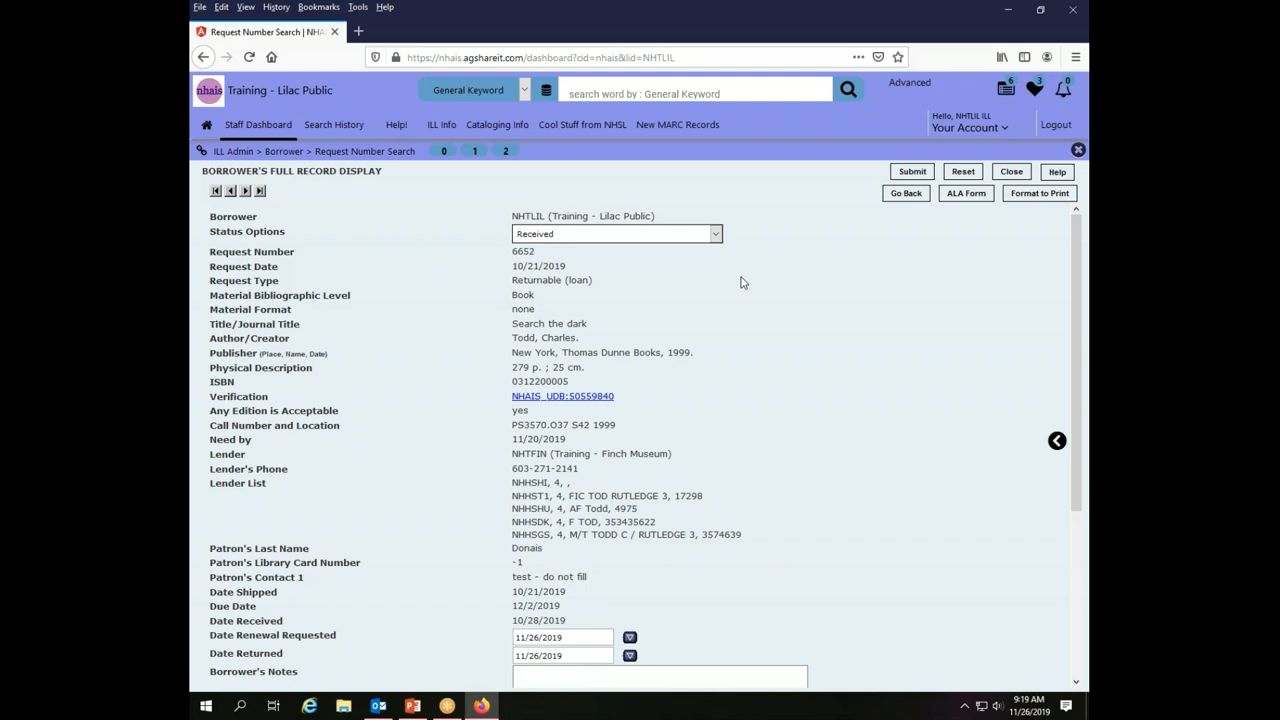 File Edit View History Bookmarks Tools Help
Request Number Search | NHA
https://nhais.agshareit.com/dashboard?cid=nhais&lid=NHTLIL
nhais Training - Lilac Public General Keyword search word by : General Keyword Advanced 6 3 0
Hello, NHTLIL ILL
Staff Dashboard Search History Help! ILL Info Cataloging Info Cool Stuff from NHSL New MARC Records Your Account Logout
ILL Admin > Borrower > Request Number Search 0 1 2
BORROWER'S FULL RECORD DISPLAY Submit Reset Close Help
Go Back ALA Form Format to Print
Borrower NHTLIL (Training - Lilac Public)
Status Options Received
Request Number 6652
Request Date 10/21/2019
Request Type Returnable (loan)
Material Bibliographic Level Book
Material Format none
Title/Journal Title Search the dark
Author/Creator Todd, Charles.
Publisher (Place, Name, Date) New York, Thomas Dunne Books, 1999.
Physical Description 279 p. ; 25 cm.
ISBN 0312200005
Verification NHAIS_UDB:50559840
Any Edition is Acceptable yes
Call Number and Location PS3570.O37 S42 1999
Need by 11/20/2019
Lender NHTFIN (Training - Finch Museum)
Lender's Phone 603-271-2141
Lender List NHHSHI, 4, ,
NHHST1, 4, FIC TOD RUTLEDGE 3, 17298
NHHSHU, 4, AF Todd, 4975
NHHSDK, 4, F TOD, 353435622
NHHSGS, 4, M/T TODD C / RUTLEDGE 3, 3574639
Patron's Last Name Donais
Patron's Library Card Number -1
Patron's Contact 1 test - do not fill
Date Shipped 10/21/2019
Due Date 12/2/2019
Date Received 10/28/2019
Date Renewal Requested 11/26/2019
Date Returned 11/26/2019
Borrower's Notes
9:19 AM
11/26/2019